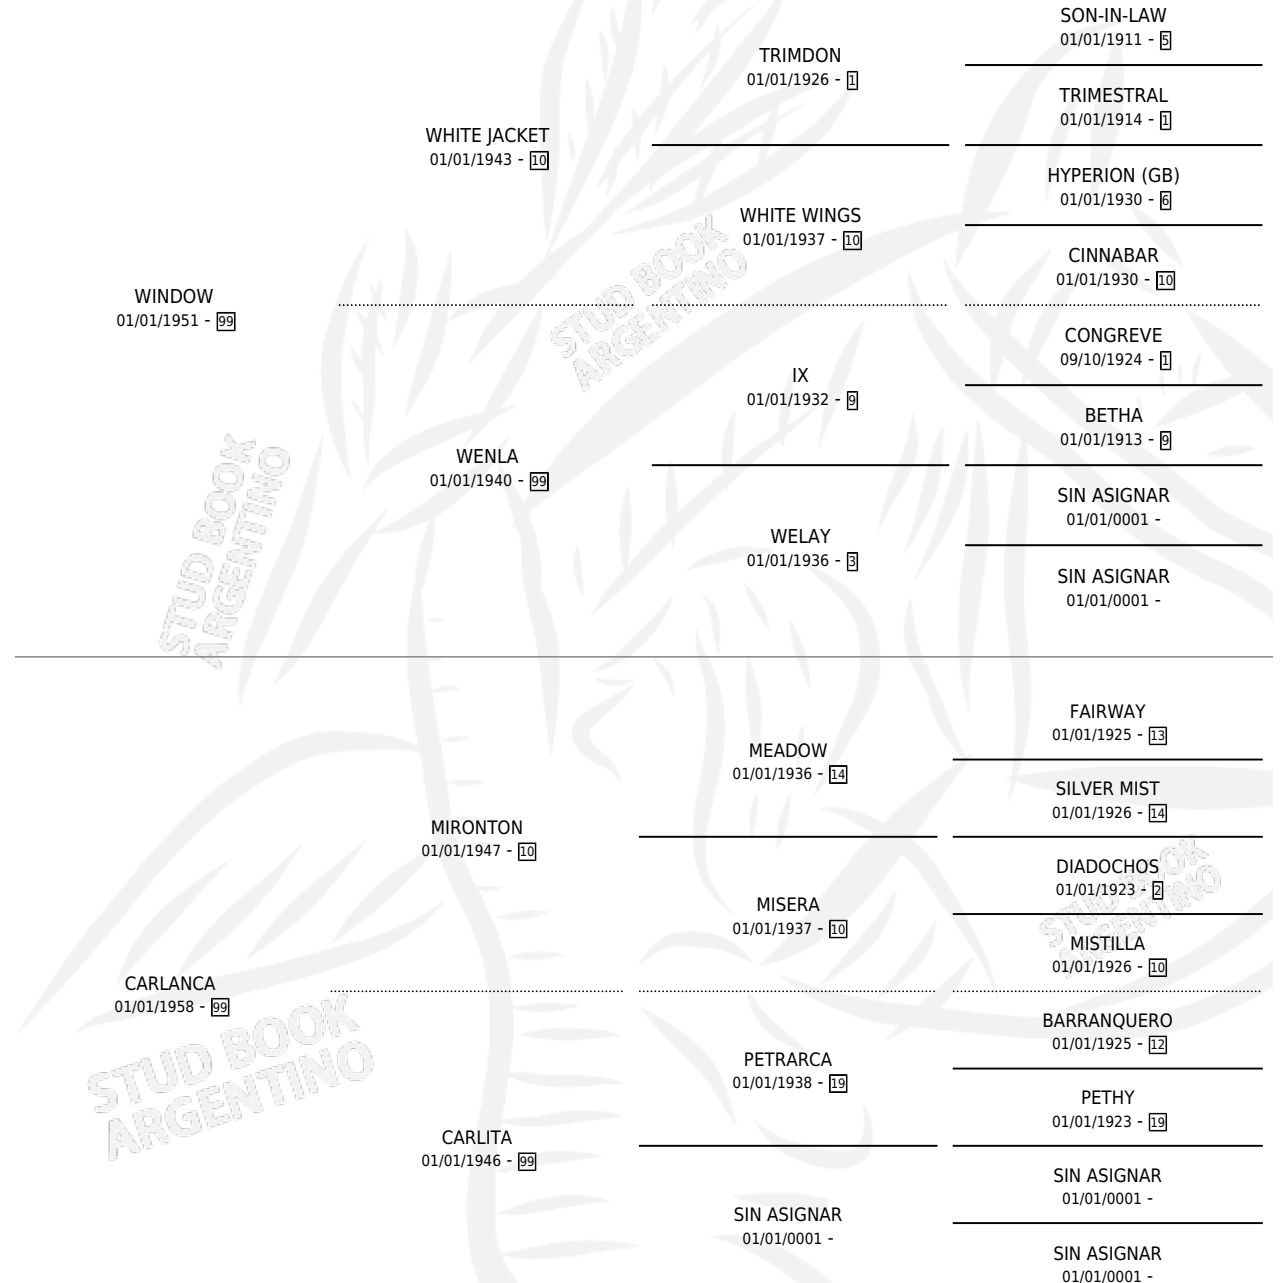 SON-IN-LAW
01/01/1911 - 5
TRIMDON
01/01/1926 - 1
TRIMESTRAL
01/01/1914 - 1
WHITE JACKET
01/01/1943 - 10
HYPERION (GB)
01/01/1930 - 6
WHITE WINGS
01/01/1937 - 10
CINNABAR
01/01/1930 - 10
WINDOW
01/01/1951 - 99
STUD BOOK
ARGENTINO
CONGREVE
09/10/1924 - 1
IX
01/01/1932 - 9
BETHA
01/01/1913 - 9
WENLA
01/01/1940 - 99
SIN ASIGNAR
01/01/0001 -
WELAY
01/01/1936 - 3
SIN ASIGNAR
01/01/0001 -
STUD BOOK
ARGENTINO
FAIRWAY
01/01/1925 - 13
MEADOW
01/01/1936 - 14
SILVER MIST
01/01/1926 - 14
MIRONTON
01/01/1947 - 10
DIADOCHOS
01/01/1923 - 2
MISERA
01/01/1937 - 10
MISTILLA
01/01/1926 - 10
STUD BOOK
ARGENTINO
CARLANCA
01/01/1958 - 99
BARRANQUERO
01/01/1925 - 12
PETRARCA
01/01/1938 - 19
PETHY
01/01/1923 - 19
STUD BOOK
ARGENTINO
CARLITA
01/01/1946 - 99
SIN ASIGNAR
01/01/0001 -
SIN ASIGNAR
01/01/0001 -
SIN ASIGNAR
01/01/0001 -